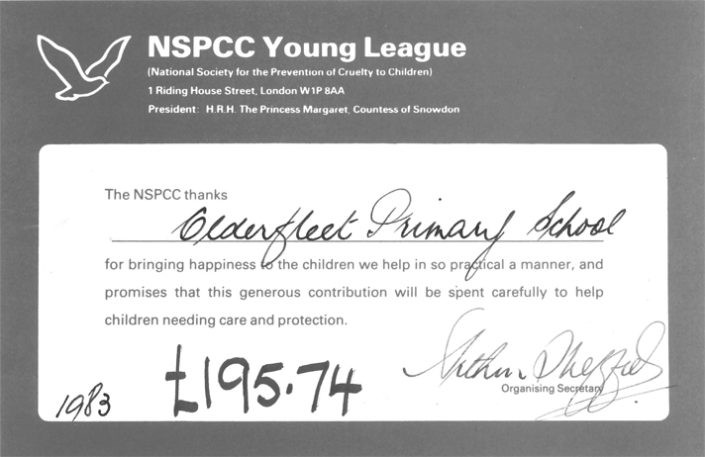 NSPCC Young League
(National Society for the Prevention of Cruelty to Children)
1 Riding House Street, London W1P 8AA
President: H.R.H. The Princess Margaret, Countess of Snowdon
The NSPCC thanks
Olderfleet Primary School
for bringing happiness to the children we help in so practical a manner, and
promises that this generous contribution will be spent carefully to help
children needing care and protection.
Arthur
Organising Secretary
£195.74
1983